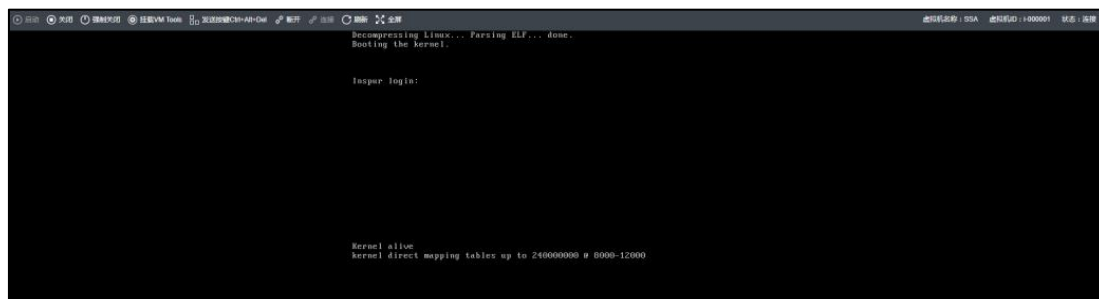 启动 关闭 强制关闭 挂载VM Tools 发送按键Ctrl+Alt+Del 断开 连接 刷新 全屏 虚拟机名称：SSA 虚拟机ID：i-000001 状态：连接
Decompressing Linux... Parsing ELF... done.
Booting the kernel.
Inspur login:
Kernel alive
kernel direct mapping tables up to 240000000 @ 8000-12000